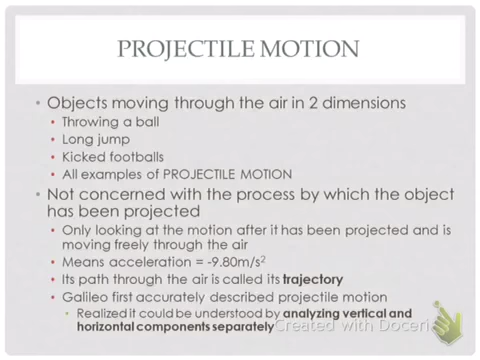 PROJECTILE MOTION
• Objects moving through the air in 2 dimensions
• Throwing a ball
• Long jump
• Kicked footballs
• All examples of PROJECTILE MOTION
• Not concerned with the process by which the object
has been projected
• Only looking at the motion after it has been projected and is
moving freely through the air
• Means acceleration = -9.80m/s²
• Its path through the air is called its trajectory
• Galileo first accurately described projectile motion
• Realized it could be understood by analyzing vertical and
horizontal components separately
Created with Doceri